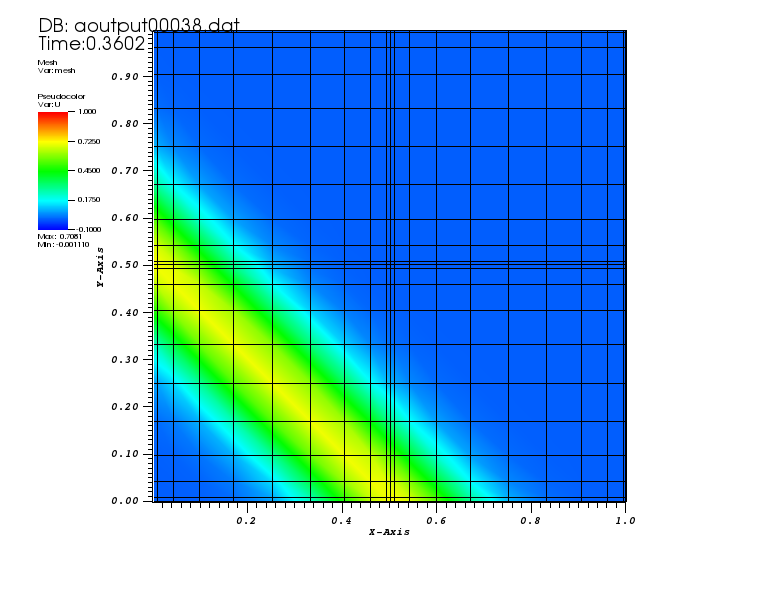 DB: aoutput00038.dat
Time:0.3602
Mesh
Var: mesh
Pseudocolor
Var: U
1.000
0.7250
0.4500
0.1750
-0.1000
Max: 0.7081
Min: -0.001110
Y-Axis
0.90
0.80
0.70
0.60
0.50
0.40
0.30
0.20
0.10
0.00
0.2
0.4
0.6
0.8
1.0
X-Axis